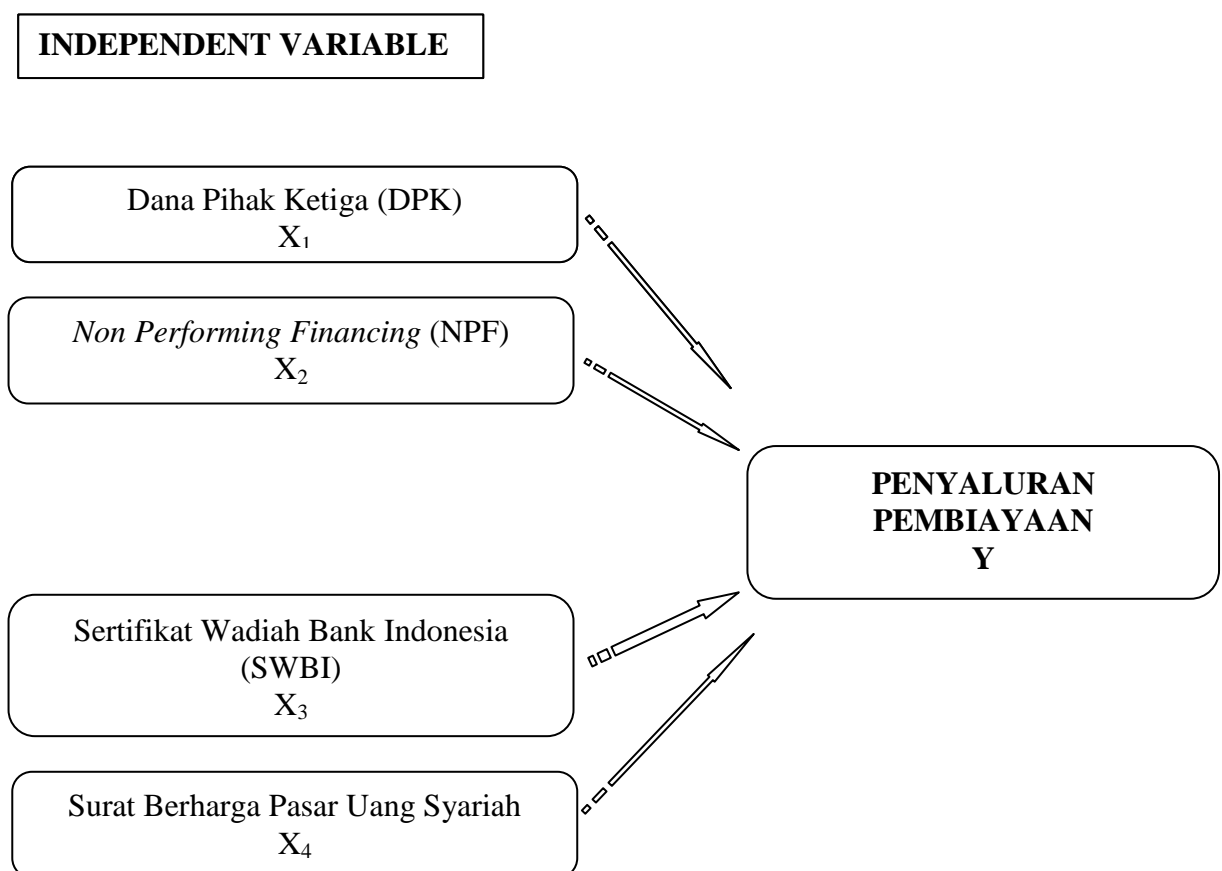 INDEPENDENT VARIABLE
Dana Pihak Ketiga (DPK)
X₁
Non Performing Financing (NPF)
X₂
PENYALURAN
PEMBIAYAAN
Y
Sertifikat Wadiah Bank Indonesia
(SWBI)
X₃
Surat Berharga Pasar Uang Syariah
X₄